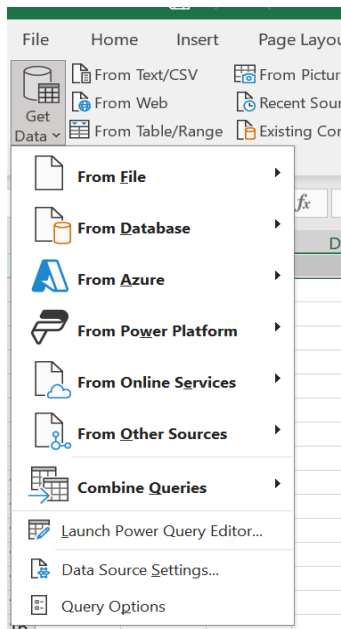 File Home Insert Page Layou
From Text/CSV From Pictur
From Web Recent Sour
Get
Data From Table/Range Existing Con
fx
From File
D
From Database
From Azure
From Power Platform
From Online Services
From Other Sources
Combine Queries
Launch Power Query Editor...
Data Source Settings...
Query Options